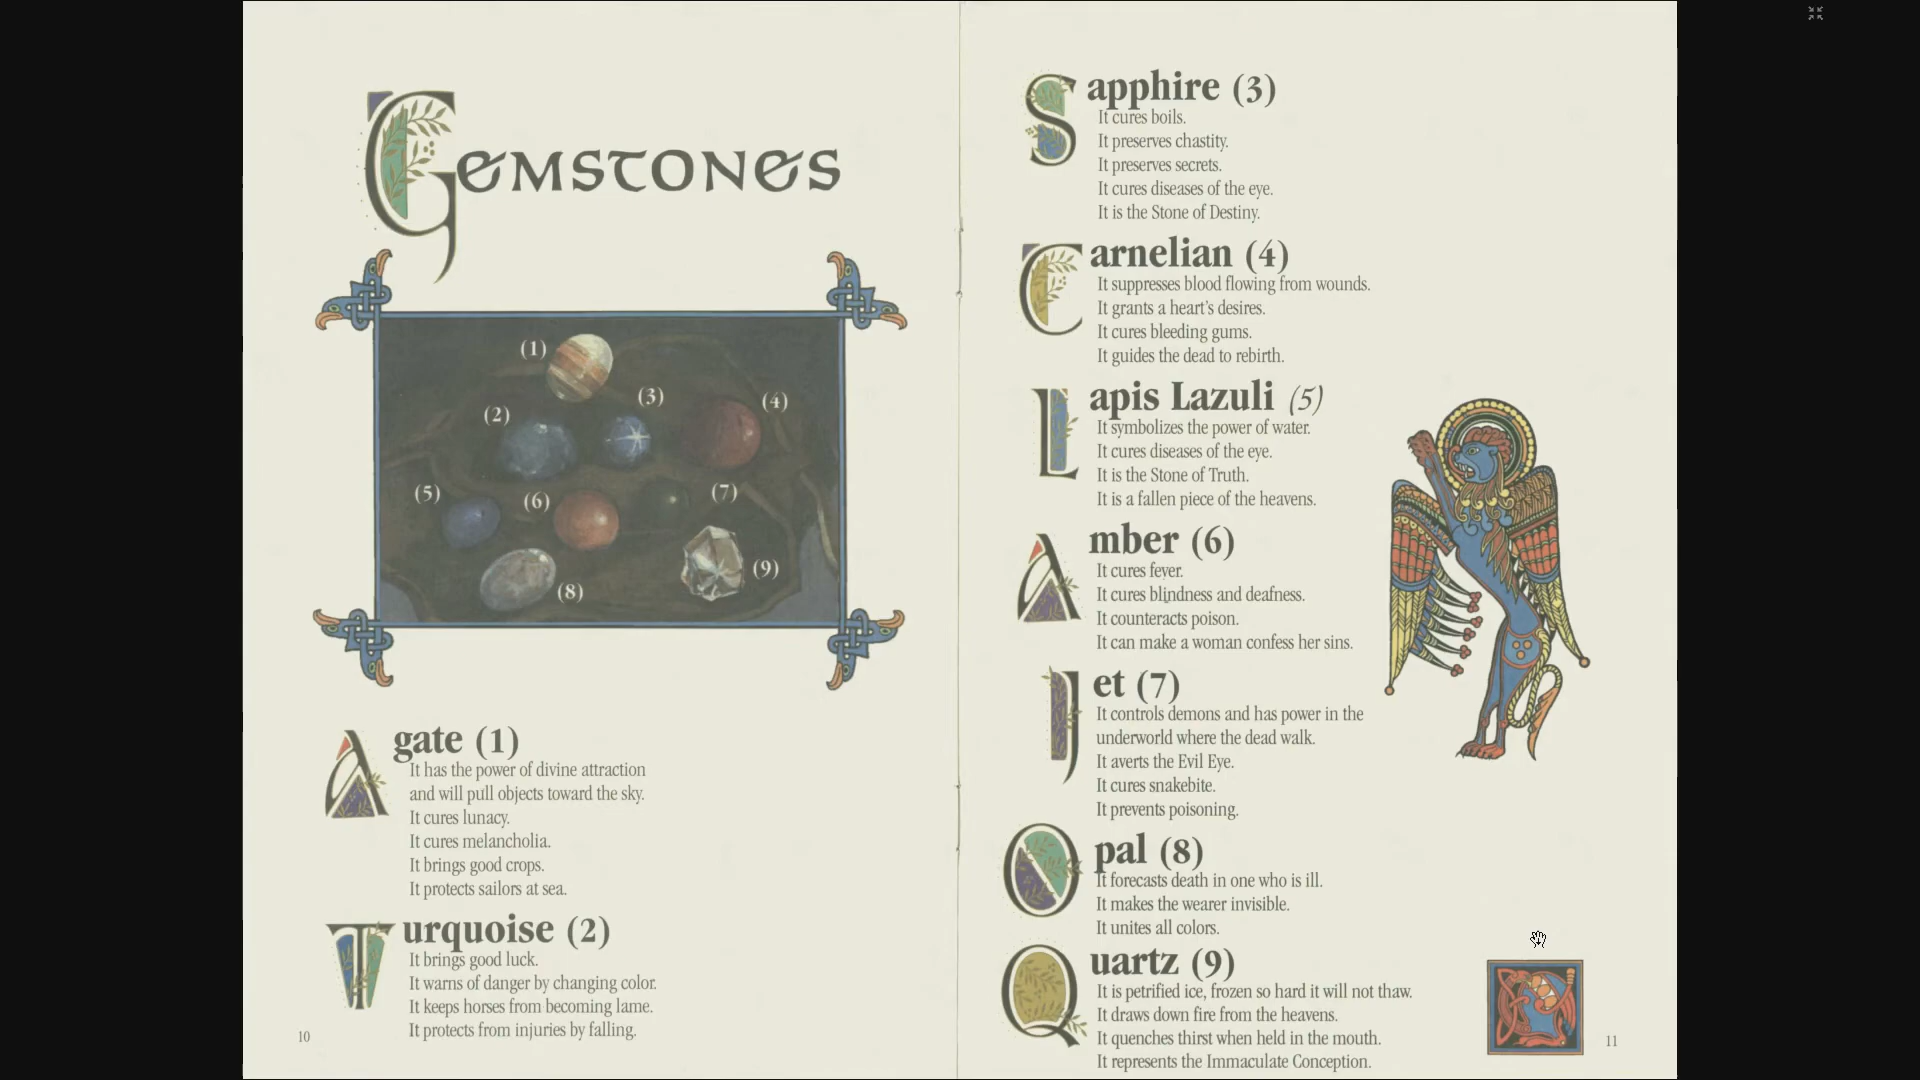 Gemstones
(1)
(2)
(3)
(4)
(5)
(6)
(7)
(8)
(9)
Agate (1)
It has the power of divine attraction
and will pull objects toward the sky.
It cures lunacy.
It cures melancholia.
It brings good crops.
It protects sailors at sea.
Turquoise (2)
It brings good luck.
It warns of danger by changing color.
It keeps horses from becoming lame.
It protects from injuries by falling.
10
Sapphire (3)
It cures boils.
It preserves chastity.
It preserves secrets.
It cures diseases of the eye.
It is the Stone of Destiny.
Carnelian (4)
It suppresses blood flowing from wounds.
It grants a heart's desires.
It cures bleeding gums.
It guides the dead to rebirth.
Lapis Lazuli (5)
It symbolizes the power of water.
It cures diseases of the eye.
It is the Stone of Truth.
It is a fallen piece of the heavens.
Amber (6)
It cures fever.
It cures blindness and deafness.
It counteracts poison.
It can make a woman confess her sins.
Jet (7)
It controls demons and has power in the
underworld where the dead walk.
It averts the Evil Eye.
It cures snakebite.
It prevents poisoning.
Opal (8)
It forecasts death in one who is ill.
It makes the wearer invisible.
It unites all colors.
Quartz (9)
It is petrified ice, frozen so hard it will not thaw.
It draws down fire from the heavens.
It quenches thirst when held in the mouth.
It represents the Immaculate Conception.
11